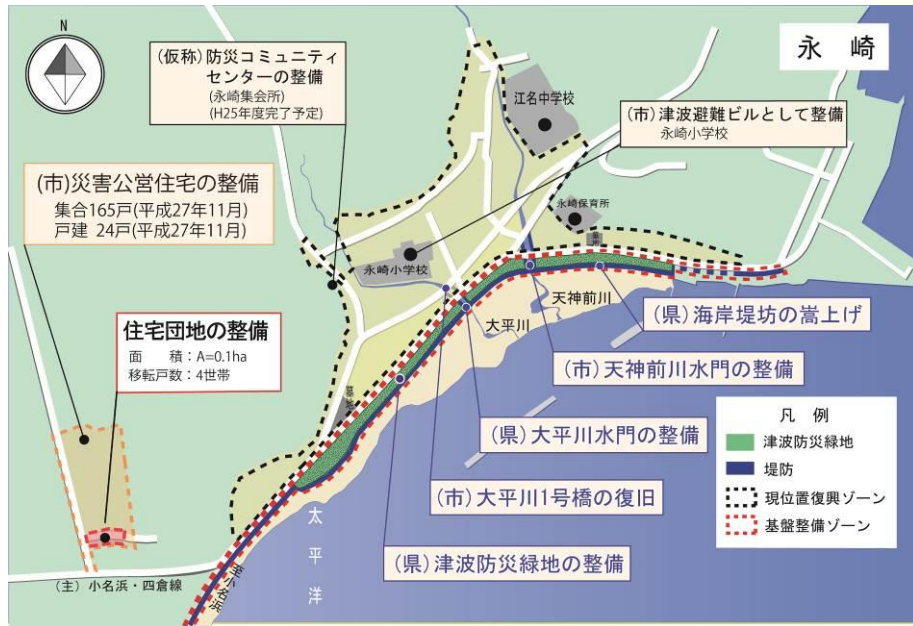 N
永 崎
(仮称)防災コミュニティ
センターの整備
(永崎集会所)
(H25年度完了予定)
江名中学校
(市)津波避難ビルとして整備
永崎小学校
(市)災害公営住宅の整備
集合165戸(平成27年11月)
戸建 24戸(平成27年11月)
永崎保育所
永崎小学校
住宅団地の整備
面 積：A=0.1ha
移転戸数：4世帯
天神前川
大平川
(県)海岸堤坊の嵩上げ
(市)天神前川水門の整備
(県)大平川水門の整備
(市)大平川1号橋の復旧
(県)津波防災緑地の整備
凡 例
津波防災緑地
堤防
現位置復興ゾーン
基盤整備ゾーン
太平洋
至小名浜
(主)小名浜・四倉線